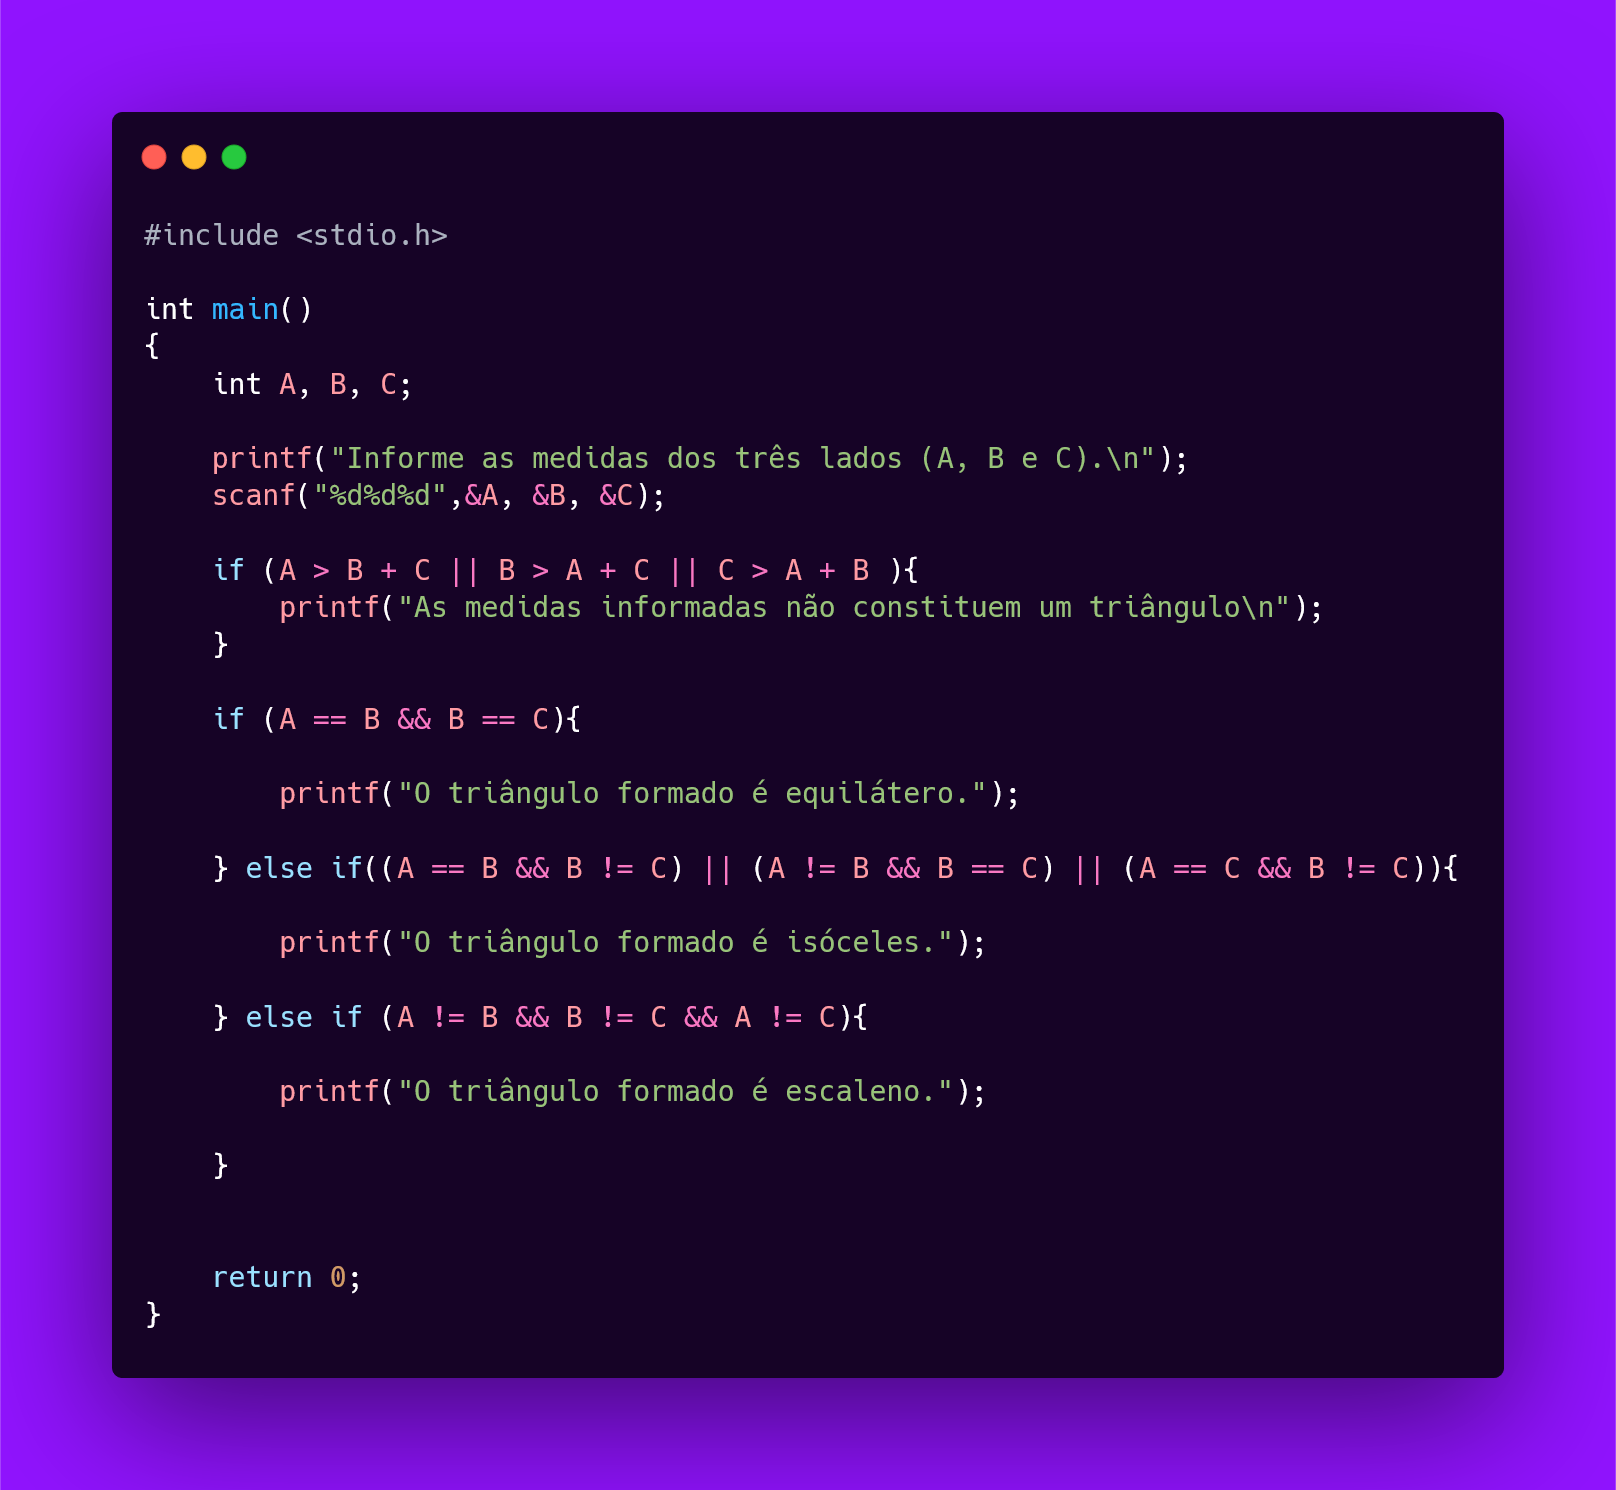 #include <stdio.h>
int main()
{
    int A, B, C;
    printf("Informe as medidas dos três lados (A, B e C).\n");
    scanf("%d%d%d",&A, &B, &C);
    if (A > B + C || B > A + C || C > A + B ){
        printf("As medidas informadas não constituem um triângulo\n");
    }
    if (A == B && B == C){
        printf("O triângulo formado é equilátero.");
    } else if((A == B && B != C) || (A != B && B == C) || (A == C && B != C)){
        printf("O triângulo formado é isóceles.");
    } else if (A != B && B != C && A != C){
        printf("O triângulo formado é escaleno.");
    }
    return 0;
}